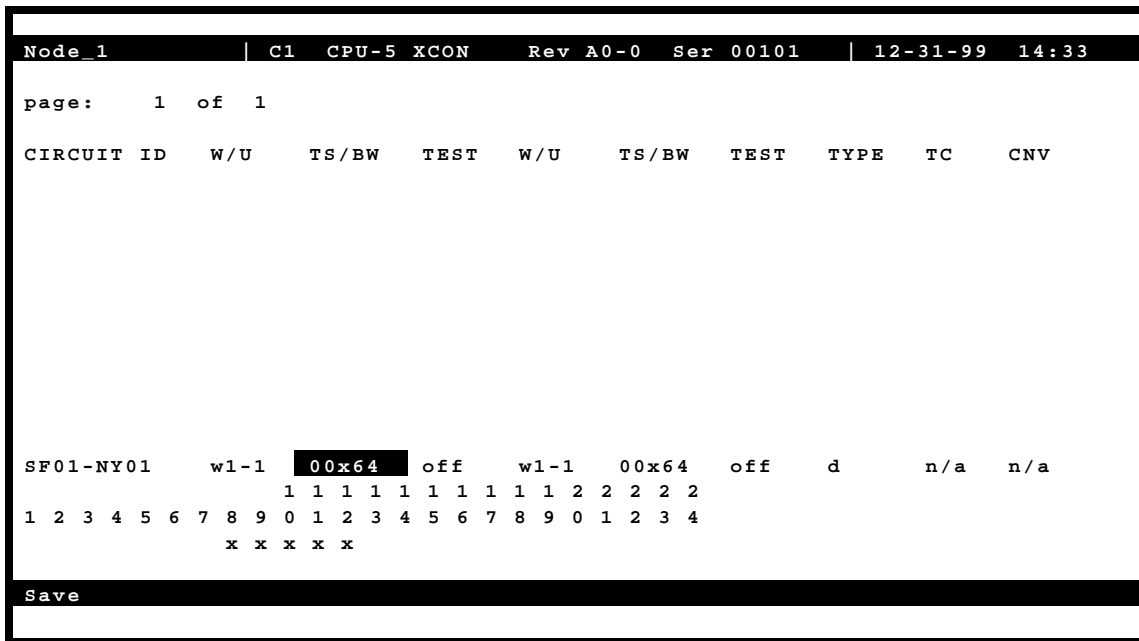 Node_1 | C1 CPU-5 XCON Rev A0-0 Ser 00101 | 12-31-99 14:33
page: 1 of 1
CIRCUIT ID W/U TS/BW TEST W/U TS/BW TEST TYPE TC CNV
SF01-NY01 w1-1 00x64 off w1-1 00x64 off d n/a n/a
1 1 1 1 1 1 1 1 1 1 2 2 2 2 2
1 2 3 4 5 6 7 8 9 0 1 2 3 4 5 6 7 8 9 0 1 2 3 4
x x x x x
Save